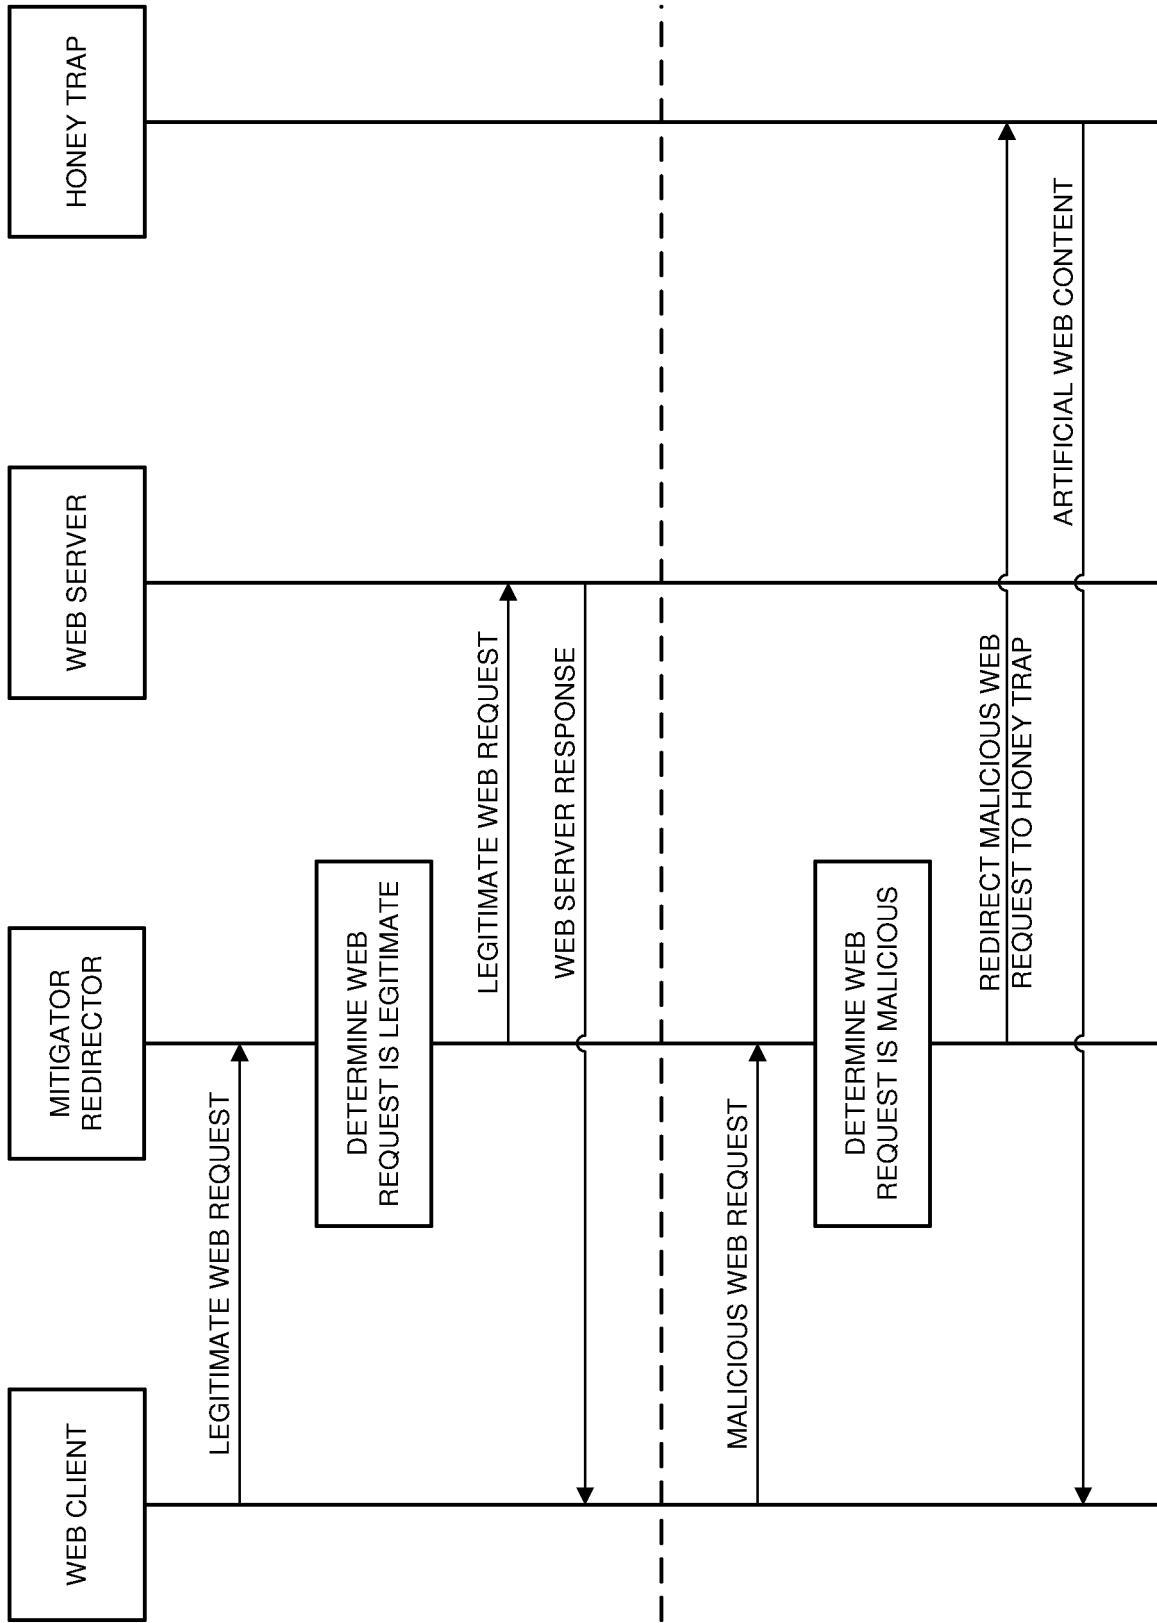 WEB CLIENT
MITIGATOR
REDIRECTOR
WEB SERVER
HONEY TRAP
LEGITIMATE WEB REQUEST
DETERMINE WEB
REQUEST IS LEGITIMATE
LEGITIMATE WEB REQUEST
WEB SERVER RESPONSE
MALICIOUS WEB REQUEST
DETERMINE WEB
REQUEST IS MALICIOUS
REDIRECT MALICIOUS WEB
REQUEST TO HONEY TRAP
ARTIFICIAL WEB CONTENT